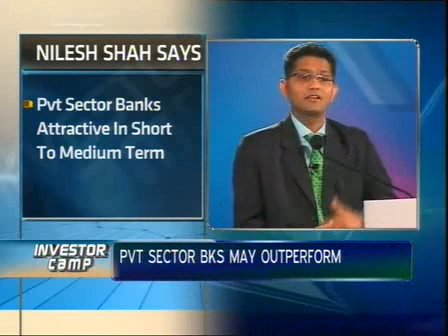 NILESH SHAH SAYS
Pvt Sector Banks
Attractive In Short
To Medium Term
INVESTOR
camp
PVT SECTOR BKS MAY OUTPERFORM